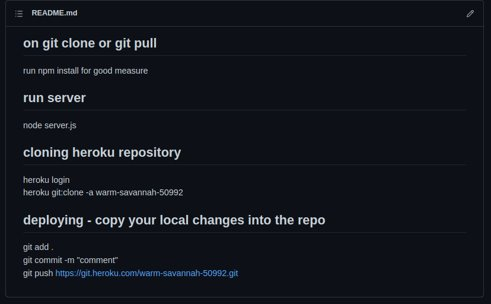 README.md
on git clone or git pull
run npm install for good measure
run server
node server.js
cloning heroku repository
heroku login
heroku git:clone -a warm-savannah-50992
deploying - copy your local changes into the repo
git add .
git commit -m "comment"
git push https://git.heroku.com/warm-savannah-50992.git